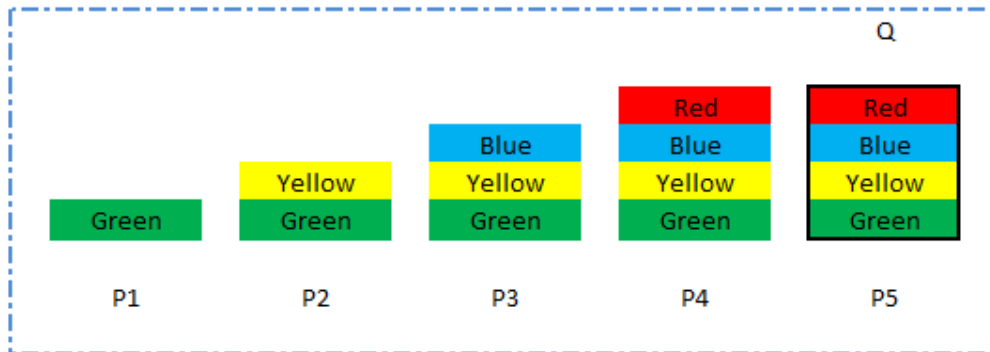 Q
Red Red
Blue Blue Blue
Yellow Yellow Yellow Yellow
Green Green Green Green Green
P1 P2 P3 P4 P5